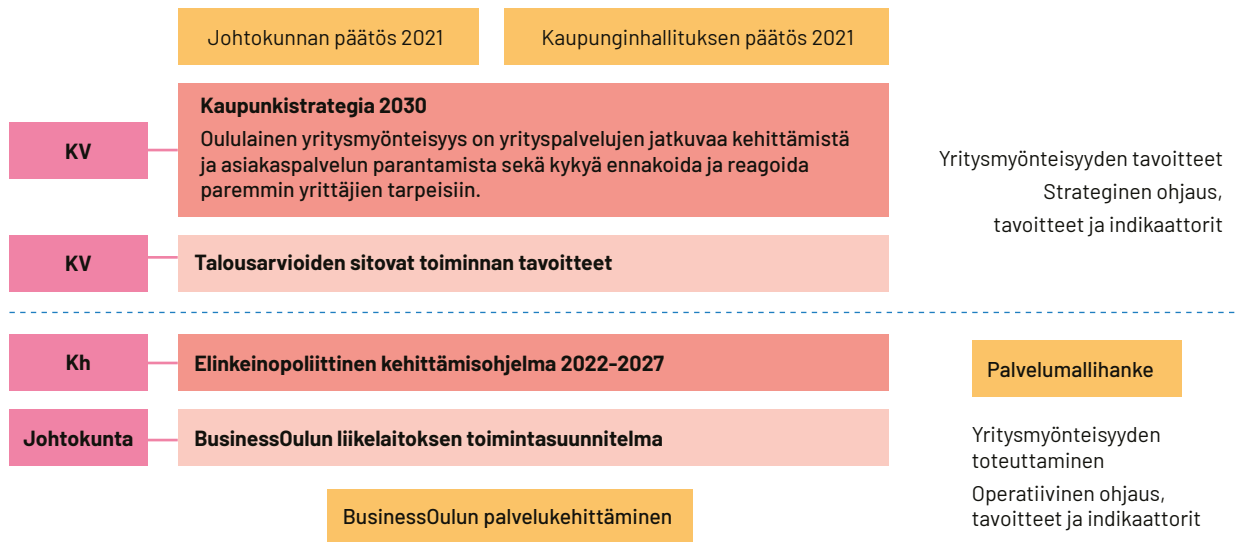 Johtokunnan päätös 2021
Kaupunginhallituksen päätös 2021
KV
Kaupunkistrategia 2030
Oululainen yritysmyönteisyys on yrityspalvelujen jatkuvaa kehittämistä
ja asiakaspalvelun parantamista sekä kykyä ennakoida ja reagoida
paremmin yrittäjien tarpeisiin.
Yritysmyönteisyyden tavoitteet
Strateginen ohjaus,
tavoitteet ja indikaattorit
KV
Talousarvioiden sitovat toiminnan tavoitteet
Kh
Elinkeinopoliittinen kehittämisohjelma 2022-2027
Johtokunta
BusinessOulun liikelaitoksen toimintasuunnitelma
BusinessOulun palvelukehittäminen
Palvelumallihanke
Yritysmyönteisyyden
toteuttaminen
Operatiivinen ohjaus,
tavoitteet ja indikaattorit